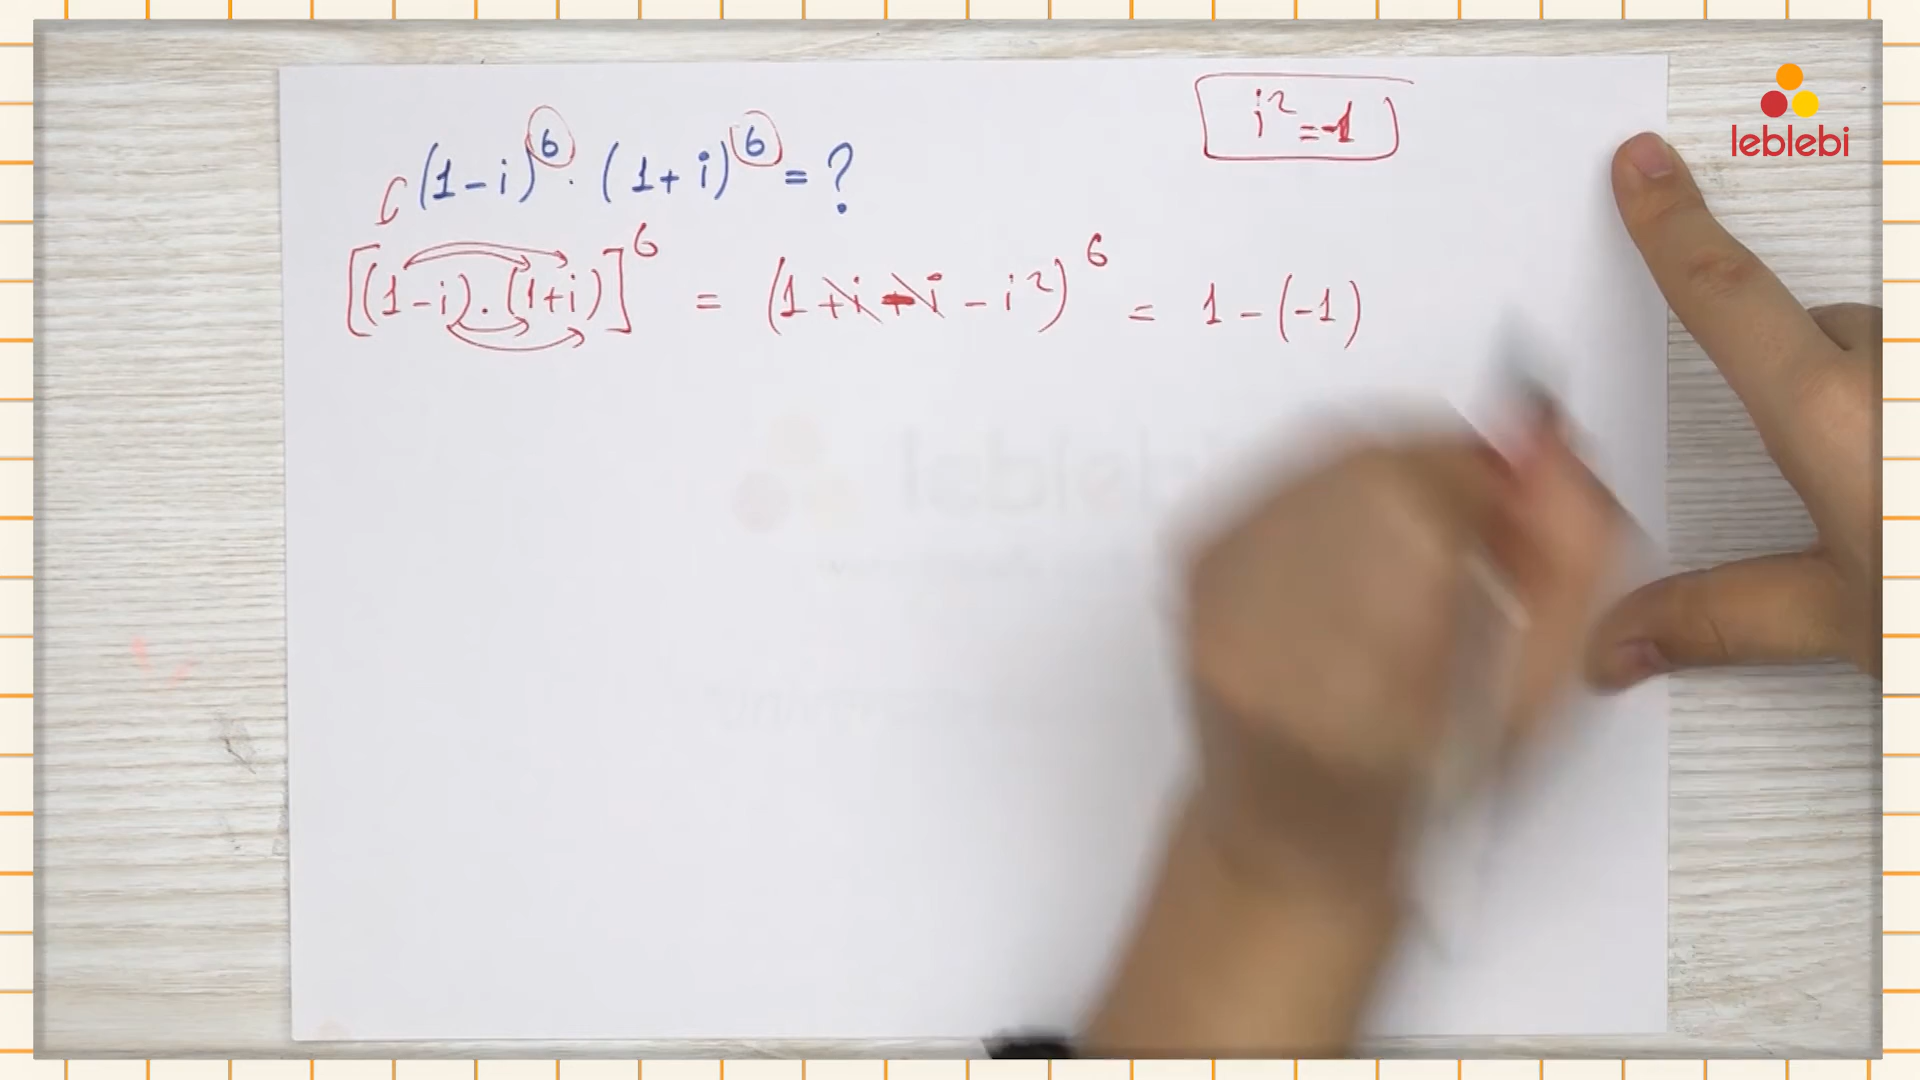 leblebi
i² = -1
(1-i)⁶ . (1+i)⁶ = ?
[(1-i).(1+i)]⁶ = (1+i-i-i²)⁶ = 1-(-1)